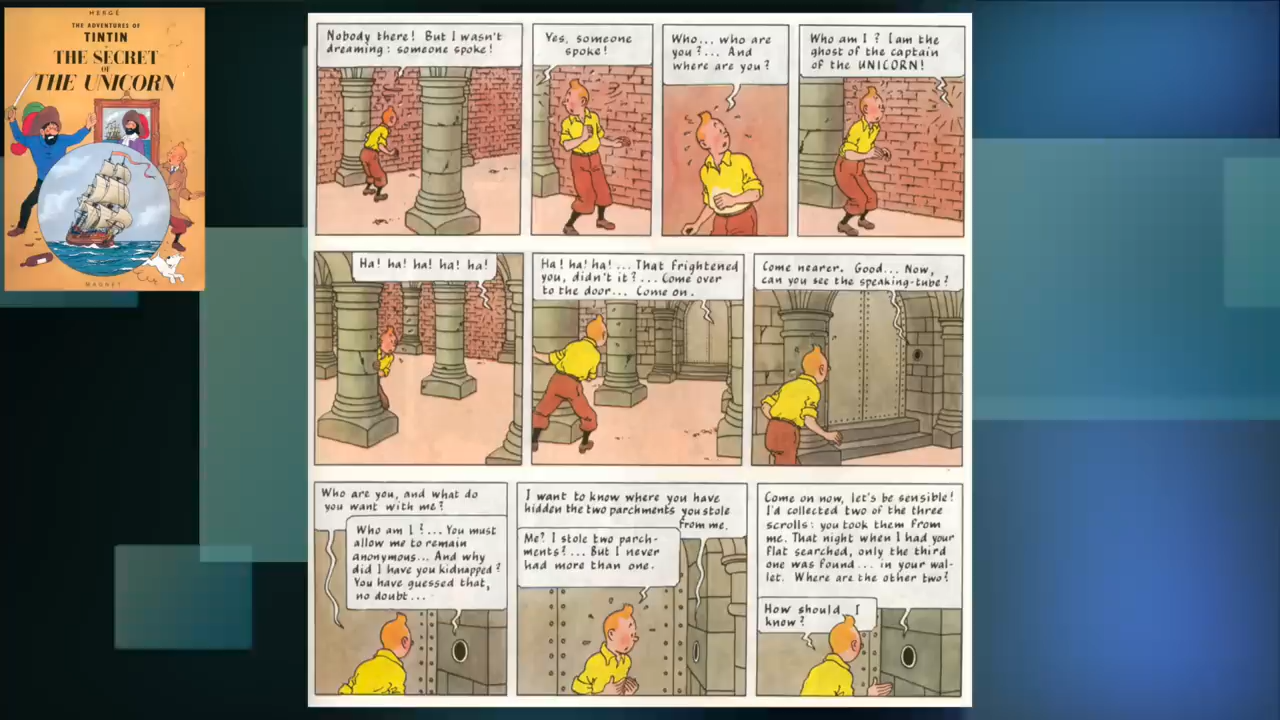 HERGÉ
THE ADVENTURES OF
TINTIN
THE SECRET
OF
THE UNICORN
MAGNET
Nobody there! But I wasn't
dreaming: someone spoke!
Yes, someone
spoke!
Who... who are
you?... And
where are you?
Who am I? I am the
ghost of the captain
of the UNICORN!
Ha! ha! ha! ha! ha!
Ha! ha! ha! ... That frightened
you, didn't it? ... Come over
to the door... Come on.
Come nearer. Good... Now,
can you see the speaking-tube?
Who are you, and what do
you want with me?
Who am I?... You must
allow me to remain
anonymous... And why
did I have you kidnapped?
You have guessed that,
no doubt...
I want to know where you have
hidden the two parchments you stole
from me.
Me? I stole two parch-
ments?... But I never
had more than one.
Come on now, let's be sensible!
I'd collected two of the three
scrolls: you took them from
me. That night when I had your
flat searched, only the third
one was found... in your wal-
let. Where are the other two?
How should I
know?